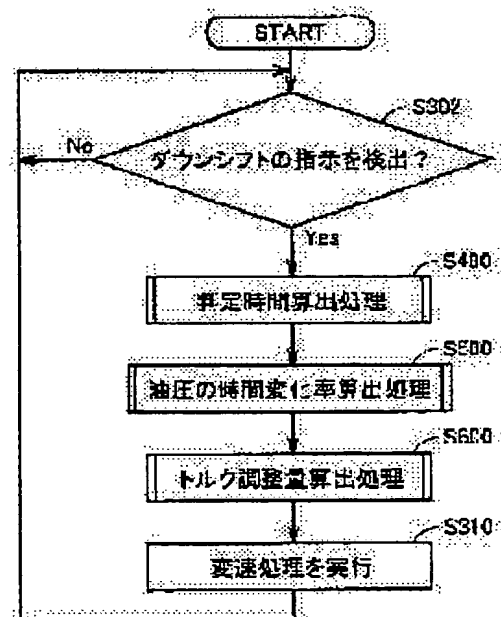 START
S302
ダウンシフトの指示を検出?
No
Yes
S400
判定時間算出処理
S500
油圧の時間変化率算出処理
S600
トルク調整量算出処理
S310
変速処理を実行